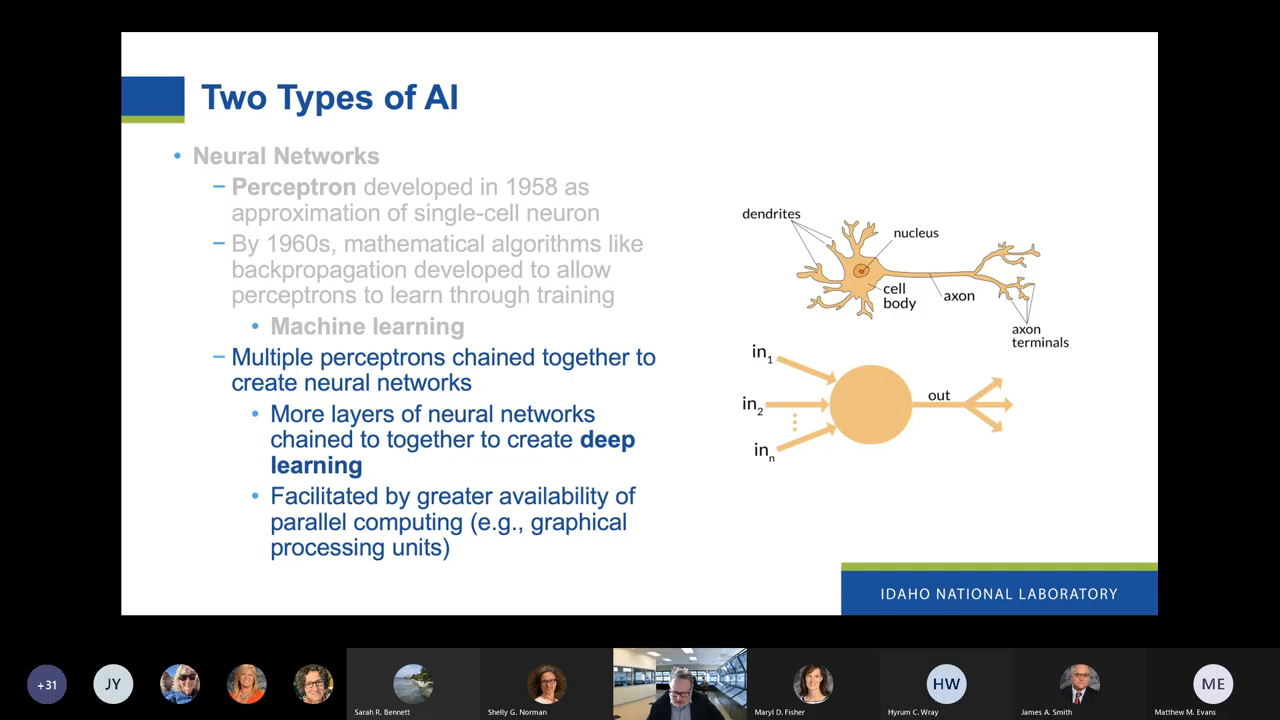 Two Types of AI
• Neural Networks
– Perceptron developed in 1958 as
approximation of single-cell neuron
– By 1960s, mathematical algorithms like
backpropagation developed to allow
perceptrons to learn through training
• Machine learning
– Multiple perceptrons chained together to
create neural networks
• More layers of neural networks
chained to together to create deep
learning
• Facilitated by greater availability of
parallel computing (e.g., graphical
processing units)
dendrites
nucleus
cell
body
axon
axon
terminals
in1
in2
inn
out
IDAHO NATIONAL LABORATORY
+31
JY
HW
ME
Sarah R. Bennett
Shelly G. Norman
Maryl D. Fisher
Hyrum C. Wray
James A. Smith
Matthew M. Evans